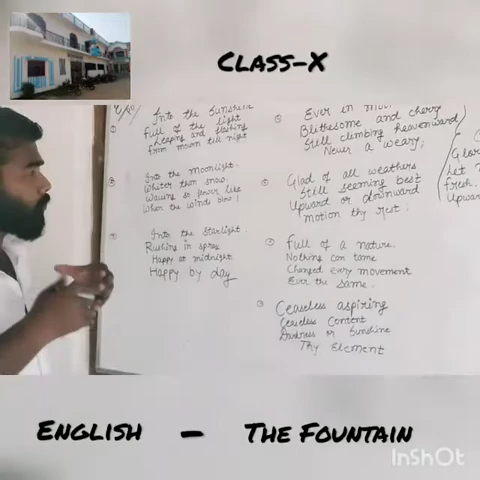 CLASS-X
Into the Sunshine
Full of the light
Leaping and flashing
from morn till night
Into the moonlight.
Whiter than snow.
Waving so flower like
When the winds blow!
Into the Starlight
Rushing in spray
Happy at midnight
Happy by day
Ever in
Blithesome and cherry
Still climbing heavenward
Never a weary;
Glad of all weathers
Still seeming best
Upward or downward
motion thy rest.
Full of a nature.
Nothing can tame
Changed every movement
Ever the same.
Ceaseless aspiring
Ceaseless Content
Darkness or Sunshine
Thy Element
Let
fresh.
Upwar
ENGLISH - THE FOUNTAIN
InShOt